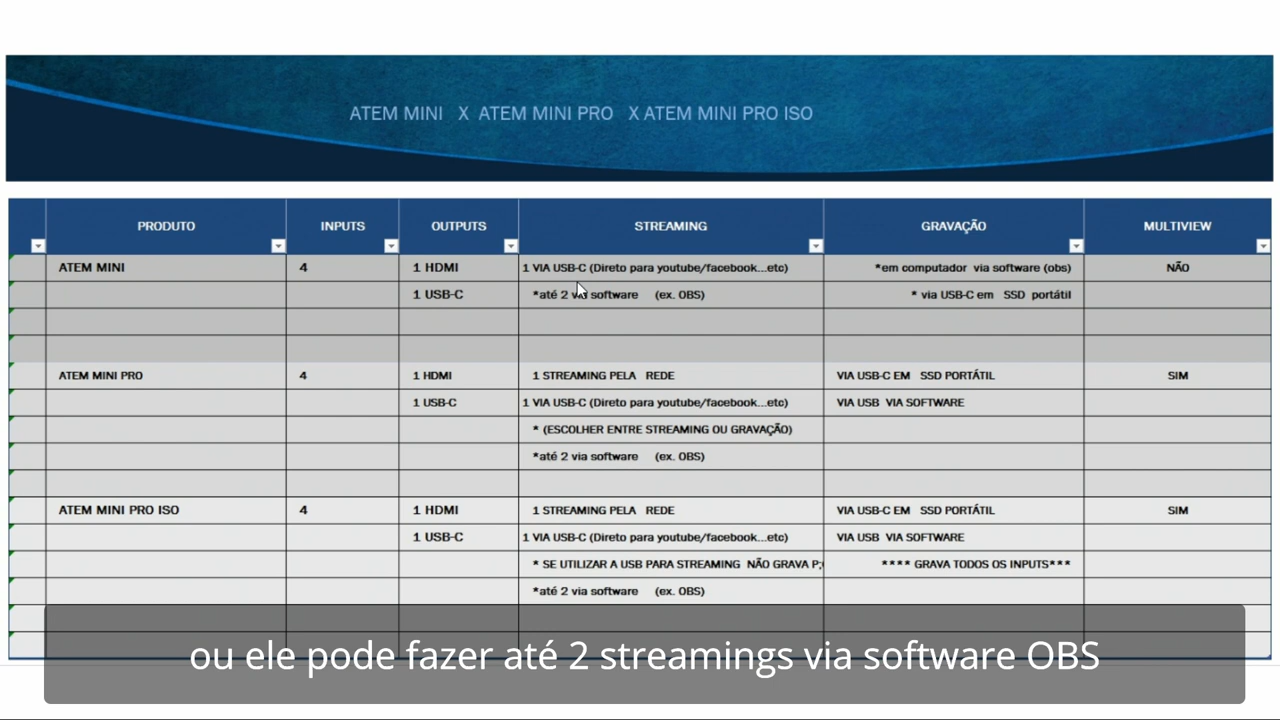 ATEM MINI X ATEM MINI PRO X ATEM MINI PRO ISO
PRODUTO INPUTS OUTPUTS STREAMING GRAVAÇÃO MULTIVIEW
ATEM MINI 4 1 HDMI 1 VIA USB-C (Direto para youtube/facebook...etc) *em computador via software (obs) NÃO
1 USB-C *até 2 via software (ex. OBS) * via USB-C em SSD portátil
ATEM MINI PRO 4 1 HDMI 1 STREAMING PELA REDE VIA USB-C EM SSD PORTÁTIL SIM
1 USB-C 1 VIA USB-C (Direto para youtube/facebook...etc) VIA USB VIA SOFTWARE
* (ESCOLHER ENTRE STREAMING OU GRAVAÇÃO)
*até 2 via software (ex. OBS)
ATEM MINI PRO ISO 4 1 HDMI 1 STREAMING PELA REDE VIA USB-C EM SSD PORTÁTIL SIM
1 USB-C 1 VIA USB-C (Direto para youtube/facebook...etc) VIA USB VIA SOFTWARE
* SE UTILIZAR A USB PARA STREAMING NÃO GRAVA **** GRAVA TODOS OS INPUTS***
*até 2 via software (ex. OBS)
ou ele pode fazer até 2 streamings via software OBS